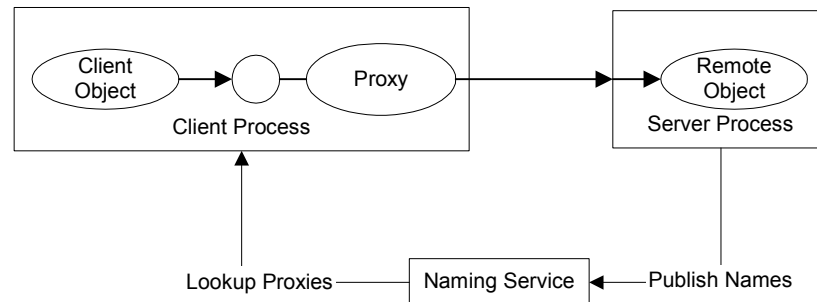 Client
Object
Proxy
Remote
Object
Client Process
Server Process
Lookup Proxies
Naming Service
Publish Names